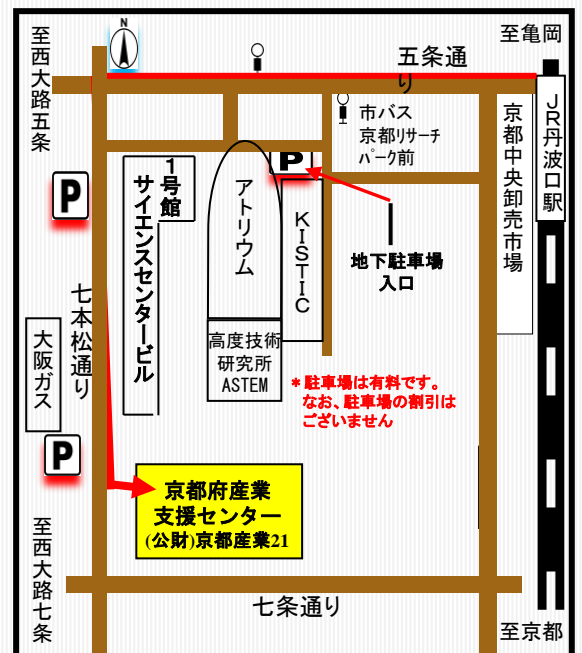 N
至亀岡
至西大路五条
五条通
り
市バス
京都リサーチ
パーク前
JR丹波口駅
京都中央卸売市場
P
1号館
サイエンスセンタービル
アトリウム
P
KISTIC
地下駐車場
入口
七本松通り
大阪ガス
高度技術
研究所
ASTEM
＊駐車場は有料です。
なお、駐車場の割引は
ございません
P
京都府産業
支援センター
(公財)京都産業21
至西大路七条
七条通り
至京都